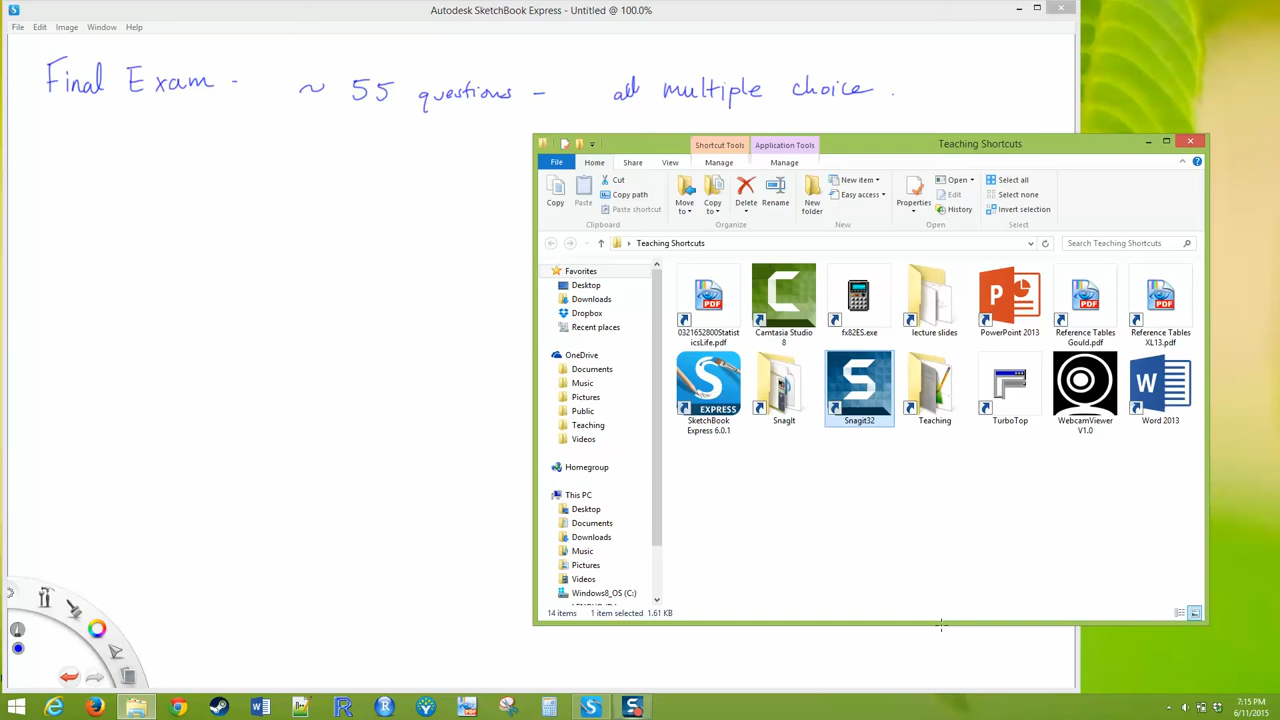 Autodesk SketchBook Express - Untitled @ 100.0%
File Edit Image Window Help
Final Exam - ~ 55 questions - all multiple choice .
Shortcut Tools Application Tools Teaching Shortcuts
File Home Share View Manage Manage
Copy Paste Cut Copy path Paste shortcut
Move to Copy to Delete Rename
New folder New item Easy access
Properties Open Edit History
Select all Select none Invert selection
Clipboard Organize New Open Select
Teaching Shortcuts Search Teaching Shortcuts
Favorites
Desktop
Downloads
Dropbox
Recent places
OneDrive
Documents
Music
Pictures
Public
Teaching
Videos
Homegroup
This PC
Desktop
Documents
Downloads
Music
Pictures
Videos
Windows8_OS (C:)
0321652800Statist
icsLife.pdf
Camtasia Studio
8
fx82ES.exe
lecture slides
PowerPoint 2013
Reference Tables
Gould.pdf
Reference Tables
XL13.pdf
SketchBook
Express 6.0.1
SnagIt
Snagit32
Teaching
TurboTop
WebcamViewer
V1.0
Word 2013
PDF
PDF
PDF
EXPRESS
14 items 1 item selected 1.61 KB
7:15 PM
6/11/2015